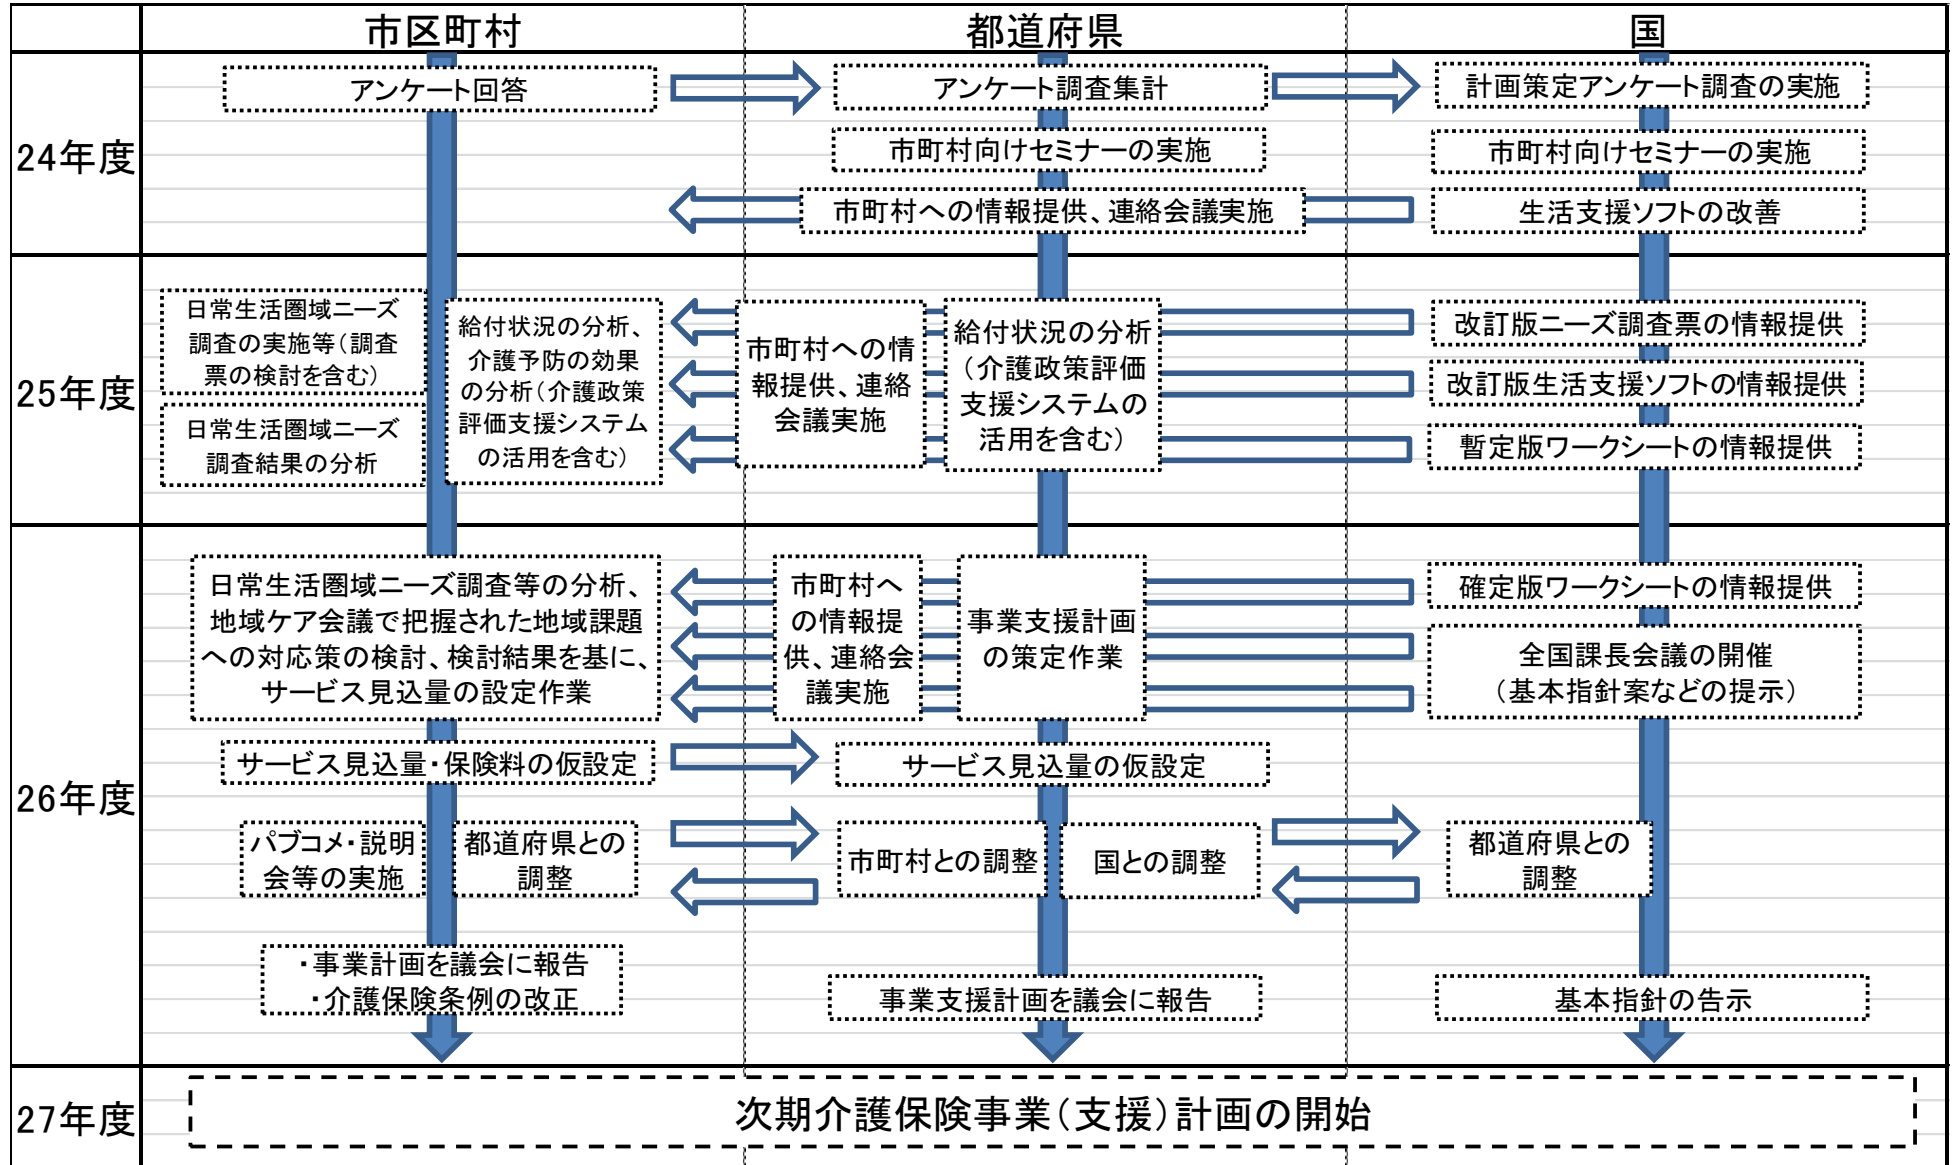 市区町村
都道府県
国
24年度
アンケート回答
アンケート調査集計
計画策定アンケート調査の実施
市町村向けセミナーの実施
市町村向けセミナーの実施
市町村への情報提供、連絡会議実施
生活支援ソフトの改善
25年度
日常生活圏域ニーズ
調査の実施等（調査
票の検討を含む）
日常生活圏域ニーズ
調査結果の分析
給付状況の分析、
介護予防の効果
の分析（介護政策
評価支援システム
の活用を含む）
市町村への情
報提供、連絡
会議実施
給付状況の分析
（介護政策評価
支援システムの
活用を含む）
改訂版ニーズ調査票の情報提供
改訂版生活支援ソフトの情報提供
暫定版ワークシートの情報提供
26年度
日常生活圏域ニーズ調査等の分析、
地域ケア会議で把握された地域課題
への対応策の検討、検討結果を基に、
サービス見込量の設定作業
市町村へ
の情報提
供、連絡会
議実施
事業支援計画
の策定作業
確定版ワークシートの情報提供
全国課長会議の開催
（基本指針案などの提示）
サービス見込量・保険料の仮設定
サービス見込量の仮設定
パブコメ・説明
会等の実施
都道府県との
調整
市町村との調整
国との調整
都道府県との
調整
・事業計画を議会に報告
・介護保険条例の改正
事業支援計画を議会に報告
基本指針の告示
27年度
次期介護保険事業（支援）計画の開始